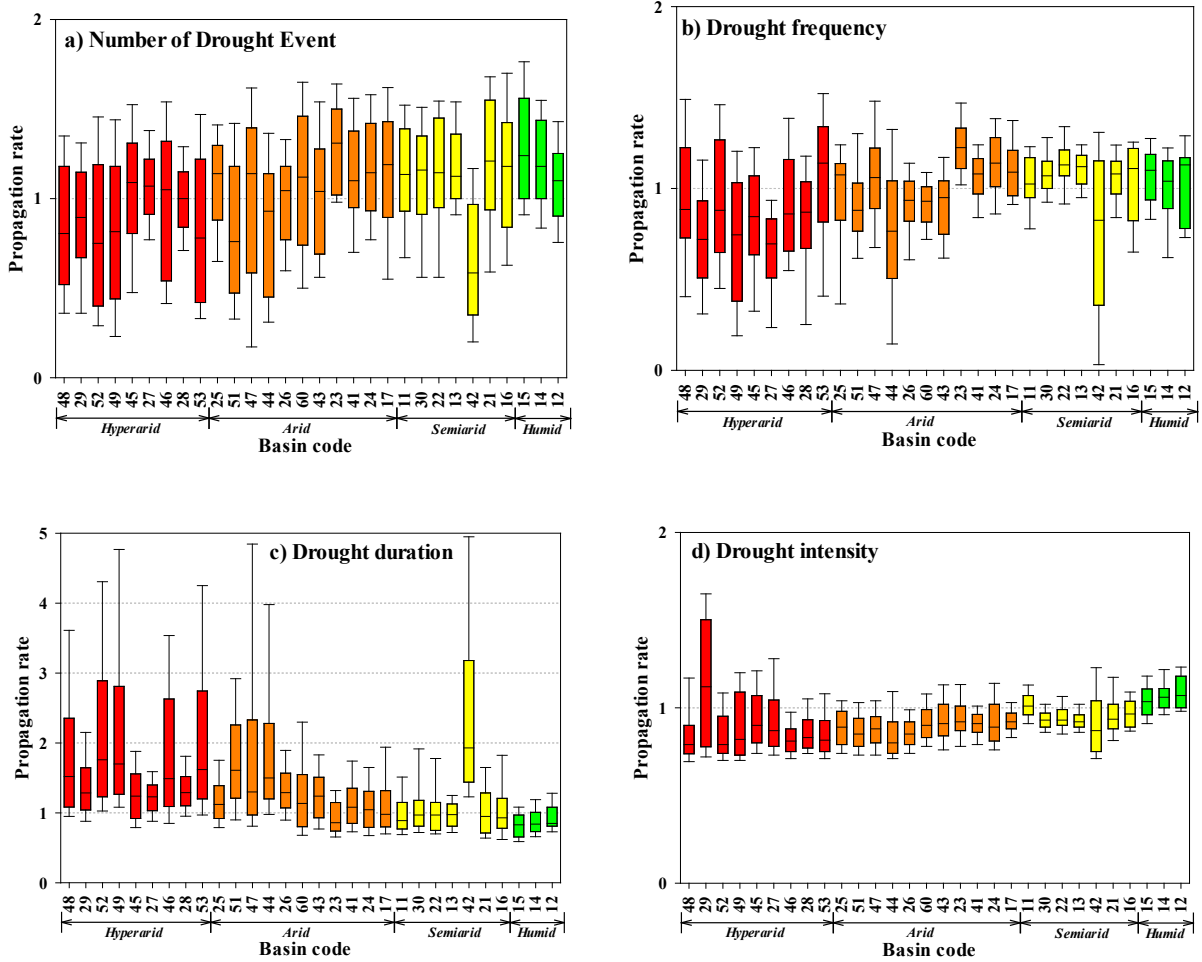 a) Number of Drought Event
Propagation rate
2
1
0
48 29 52 49 45 27 46 28 53 25 51 47 44 26 60 43 23 41 24 17 11 30 22 13 42 21 16 15 14 12
Hyperarid Arid Semiarid Humid
Basin code
b) Drought frequency
Propagation rate
2
1
0
48 29 52 49 45 27 46 28 53 25 51 47 44 26 60 43 23 41 24 17 11 30 22 13 42 21 16 15 14 12
Hyperarid Arid Semiarid Humid
Basin code
c) Drought duration
Propagation rate
5
4
3
2
1
0
48 29 52 49 45 27 46 28 53 25 51 47 44 26 60 43 23 41 24 17 11 30 22 13 42 21 16 15 14 12
Hyperarid Arid Semiarid Humid
Basin code
d) Drought intensity
Propagation rate
2
1
0
48 29 52 49 45 27 46 28 53 25 51 47 44 26 60 43 23 41 24 17 11 30 22 13 42 21 16 15 14 12
Hyperarid Arid Semiarid Humid
Basin code